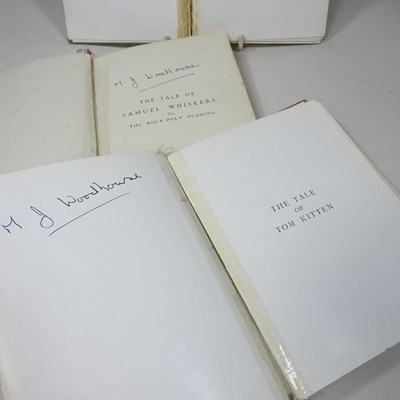 M J Woodhouse
THE TALE OF
SAMUEL WHISKERS
OR,
THE ROLY-POLY PUDDING
M J Woodhouse
THE TALE
OF
TOM KITTEN